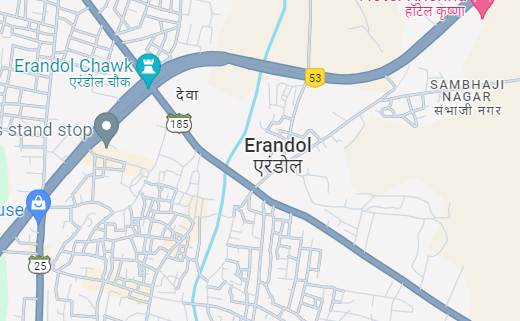 हॉटेल कृष्णा
Erandol Chawk
एरंडोल चौक
53
SAMBHAJI
NAGAR
संभाजी नगर
देवा
185
s stand stop
Erandol
एरंडोल
use
25